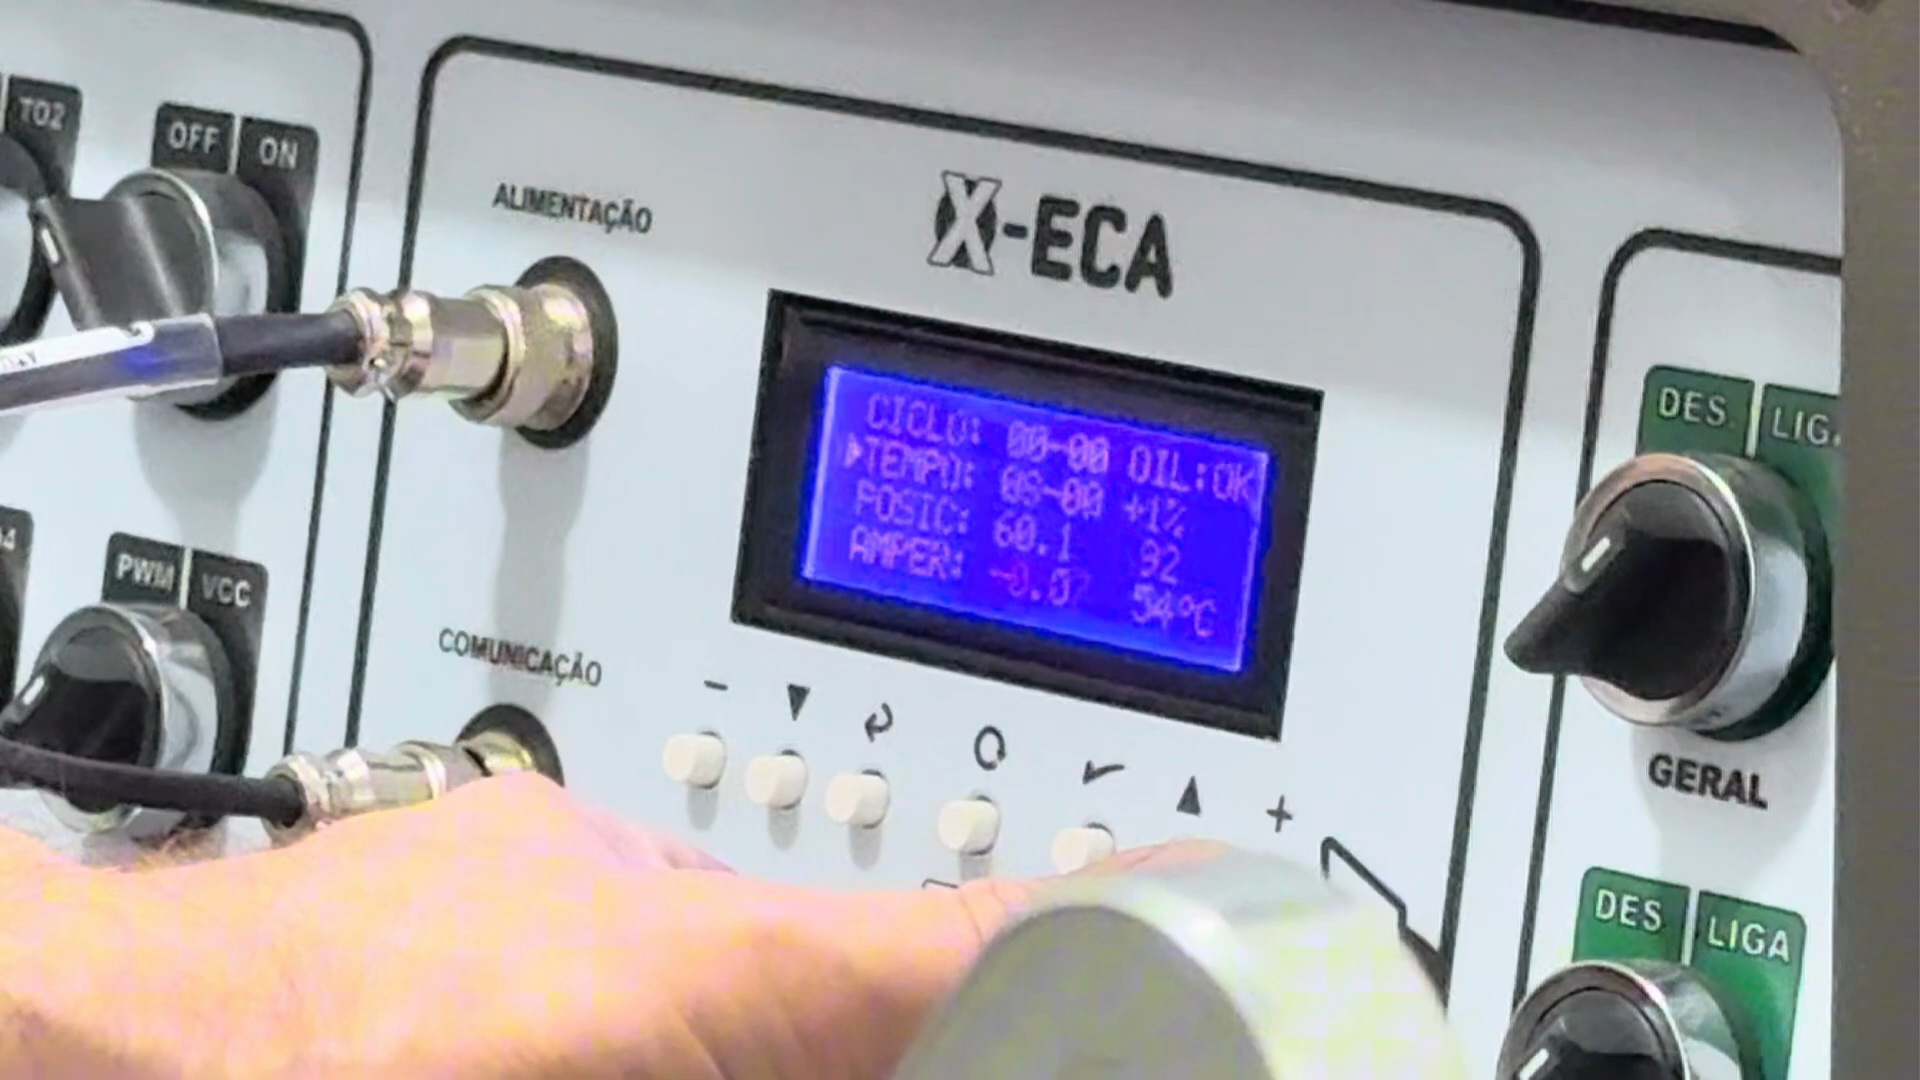 TO2
OFF ON
ALIMENTAÇÃO
X-ECA
CICLO: 00-00 OIL:OK
▶TEMPO: 05-00 +1%
POSIC: 60.1 92
AMPER: -0.07 54°C
DES. LIGA
PWM VCC
COMUNICAÇÃO
- ▼ ▲ +
GERAL
DES LIGA